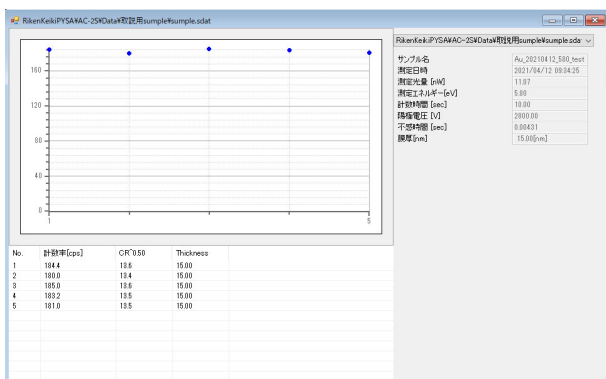 RikenKeikiPYSA¥AC-2S¥Data¥取説用sumple¥sumple.sdat
RikenKeikiPYSA¥AC-2S¥Data¥取説用sumple¥sumple.sda
160
120
80
40
0
1
5
サンプル名 Au_20210412_580_test
測定日時 2021/04/12 09:34:25
測定光量 [nW] 11.07
測定エネルギー[eV] 5.80
計数時間 [sec] 10.00
陽極電圧 [V] 2800.00
不感時間 [sec] 0.00431
膜厚[nm] 15.00[nm]
No. 計数率[cps] CR^0.50 Thickness
1 184.4 13.6 15.00
2 180.0 13.4 15.00
3 185.0 13.6 15.00
4 183.2 13.5 15.00
5 181.0 13.5 15.00